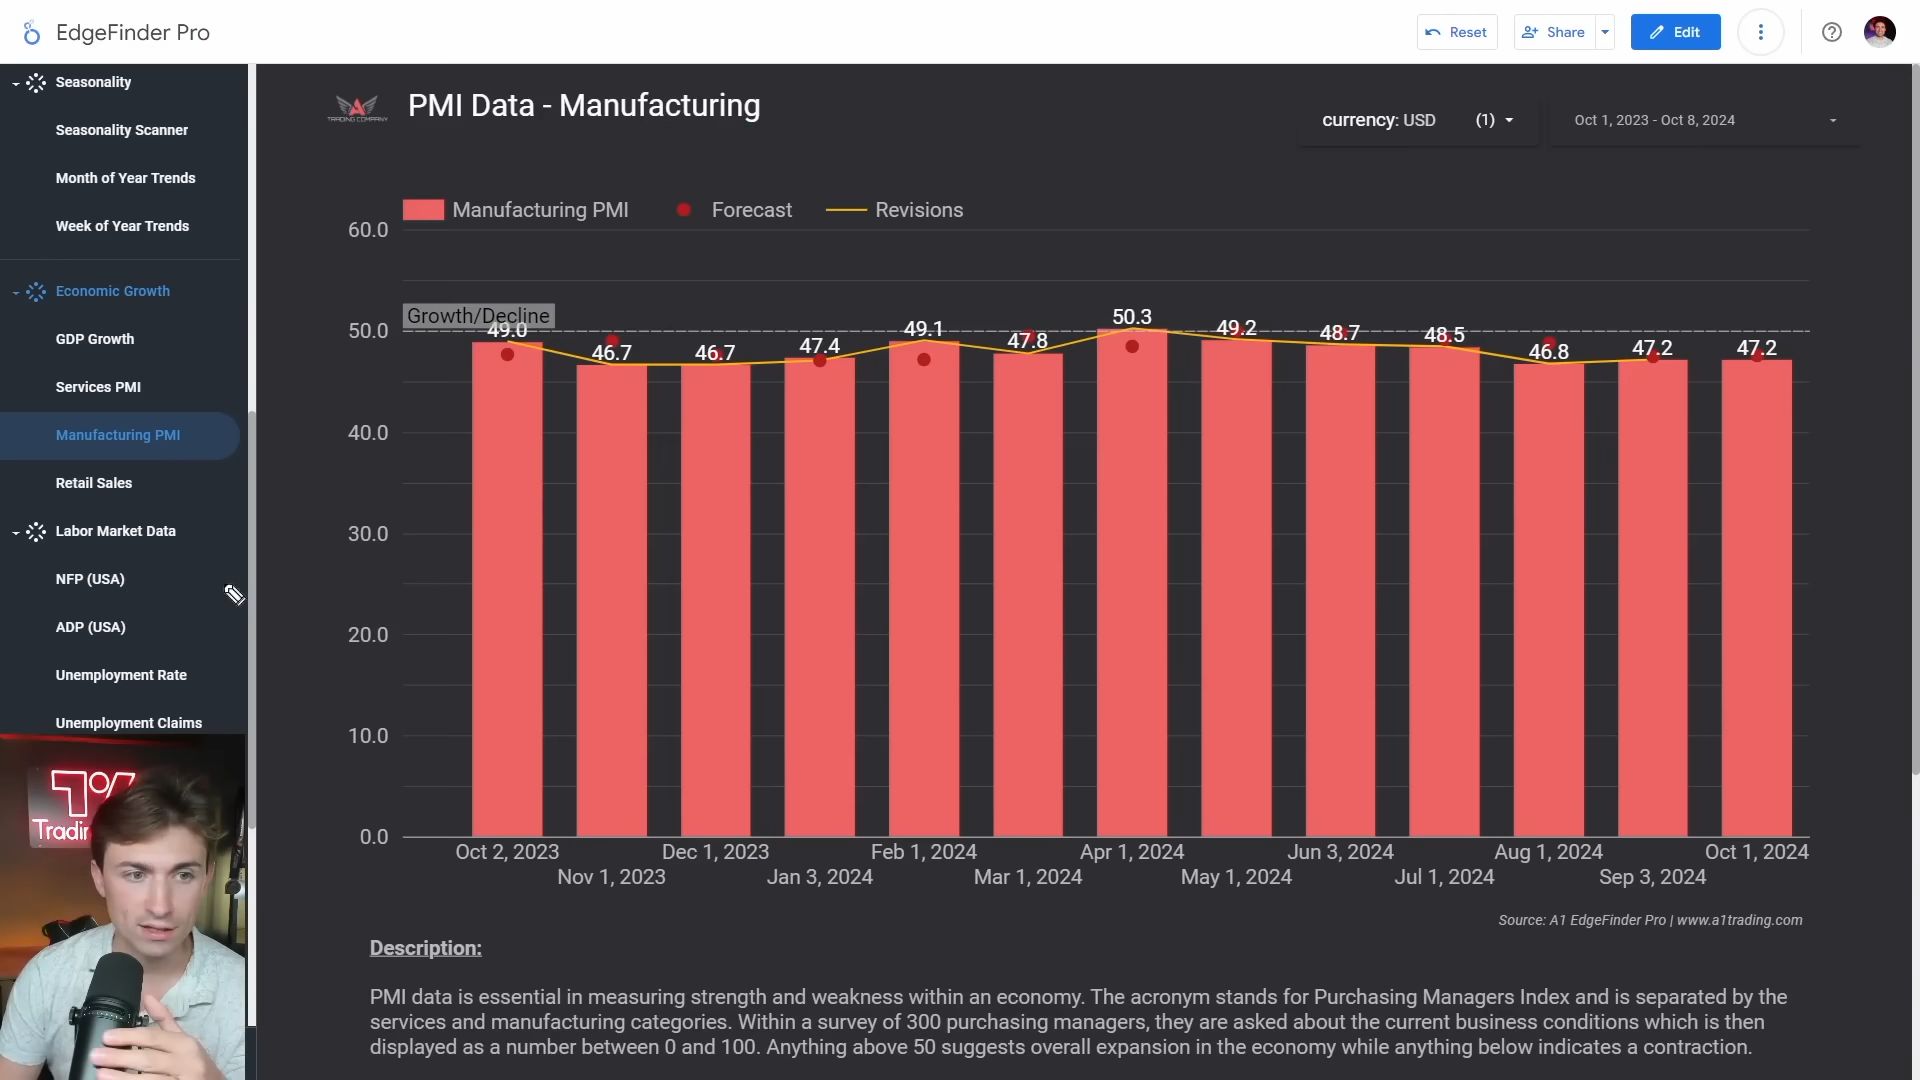 EdgeFinder Pro
Reset
Share
Edit
Seasonality
Seasonality Scanner
Month of Year Trends
Week of Year Trends
Economic Growth
GDP Growth
Services PMI
Manufacturing PMI
Retail Sales
Labor Market Data
NFP (USA)
ADP (USA)
Unemployment Rate
Unemployment Claims
A
TRADING COMPANY
PMI Data - Manufacturing
currency: USD (1)
Oct 1, 2023 - Oct 8, 2024
Manufacturing PMI Forecast Revisions
60.0
50.0
40.0
30.0
20.0
10.0
0.0
Growth/Decline
49.0 46.7 46.7 47.4 49.1 47.8 50.3 49.2 48.7 48.5 46.8 47.2 47.2
Oct 2, 2023 Dec 1, 2023 Feb 1, 2024 Apr 1, 2024 Jun 3, 2024 Aug 1, 2024 Oct 1, 2024
Nov 1, 2023 Jan 3, 2024 Mar 1, 2024 May 1, 2024 Jul 1, 2024 Sep 3, 2024
Source: A1 EdgeFinder Pro | www.a1trading.com
Description:
PMI data is essential in measuring strength and weakness within an economy. The acronym stands for Purchasing Managers Index and is separated by the
services and manufacturing categories. Within a survey of 300 purchasing managers, they are asked about the current business conditions which is then
displayed as a number between 0 and 100. Anything above 50 suggests overall expansion in the economy while anything below indicates a contraction.